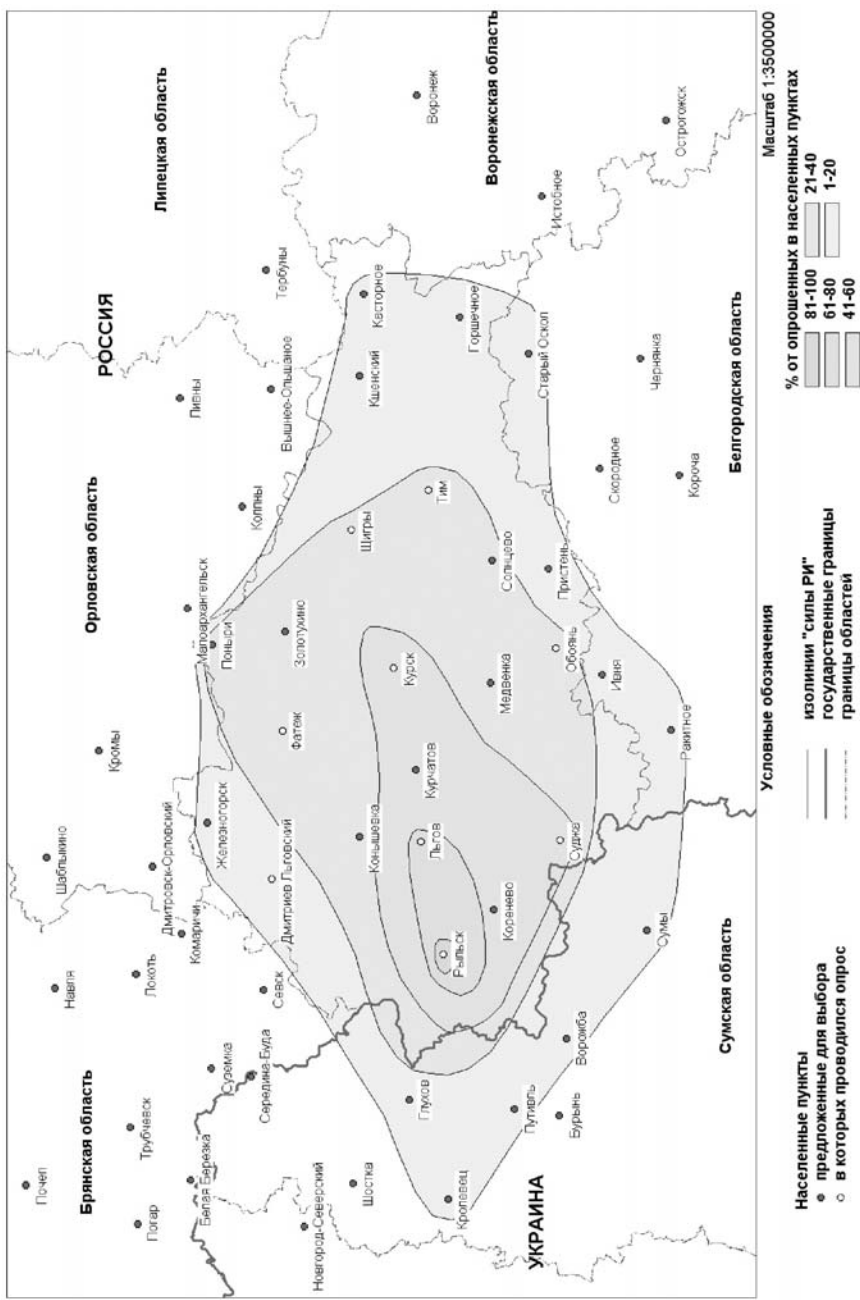 Почеп
Навля
Шаблыкино
Кромы
Орловская область
РОССИЯ
Липецкая область
Брянская область
Погар
Трубчевск
Локоть
Дмитровск-Орловский
Комаричи
Белая Березка
Суземка
Середина-Буда
Севск
Железногорск
Малоархангельск
Поныри
Ливны
Колпны
Вышнее-Ольшаное
Тербуны
Новгород-Северский
Дмитриев Льговский
Фатеж
Золотухино
Шостка
Глухов
Конышевка
Щигры
Кшенский
Касторное
Воронеж
Кролевец
Рыльск
Льгов
Курчатов
Курск
Тим
Горшечное
Воронежская область
УКРАИНА
Путивль
Бурынь
Ворожба
Коренево
Суджа
Медвенка
Солнцево
Обоянь
Пристень
Старый Оскол
Истобное
Сумы
Ивня
Ракитное
Скородное
Короча
Чернянка
Острогожск
Сумская область
Белгородская область
Масштаб 1:3500000
Условные обозначения
Населенные пункты
предложенные для выбора
в которых проводился опрос
изолинии "силы РИ"
государственные границы
границы областей
% от опрошенных в населенных пунктах
81-100
61-80
41-60
21-40
1-20